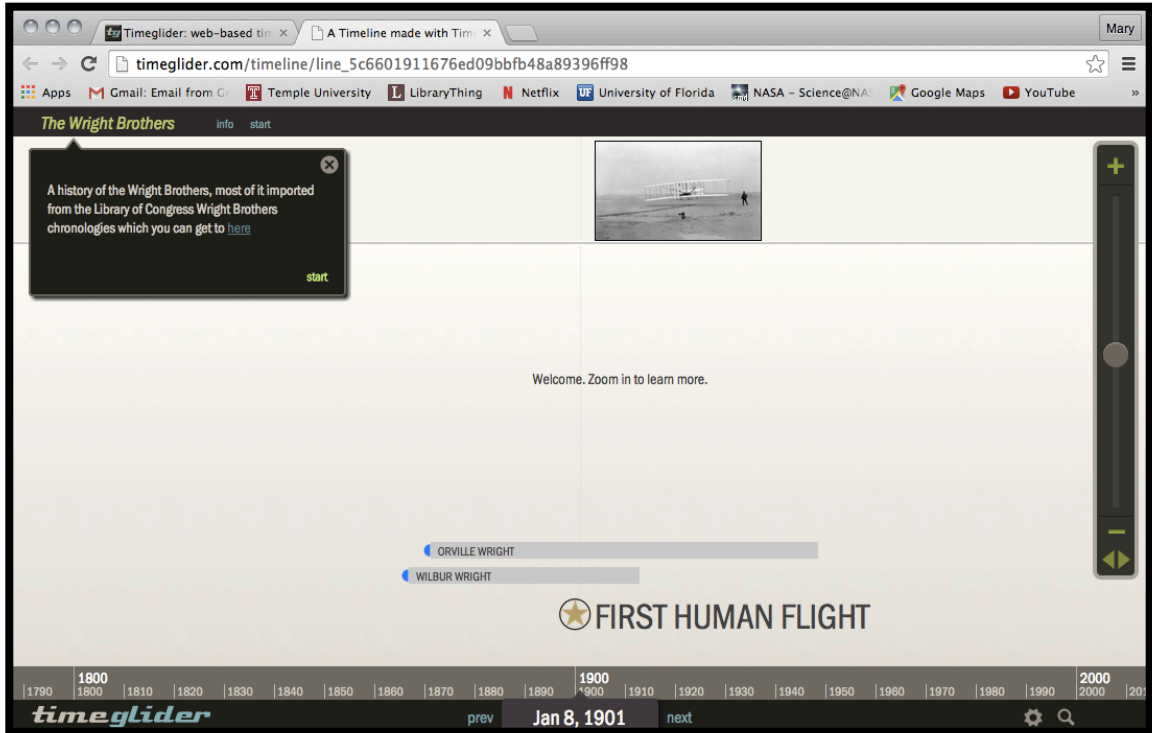 Timeglider: web-based tim
A Timeline made with Time
Mary
timeglider.com/timeline/line_5c6601911676ed09bbfb48a89396ff98
Apps Gmail: Email from G Temple University LibraryThing Netflix University of Florida NASA – Science@NAS Google Maps YouTube »
The Wright Brothers info start
A history of the Wright Brothers, most of it imported
from the Library of Congress Wright Brothers
chronologies which you can get to here
start
Welcome. Zoom in to learn more.
ORVILLE WRIGHT
WILBUR WRIGHT
FIRST HUMAN FLIGHT
1800 1900 2000
1790 1800 1810 1820 1830 1840 1850 1860 1870 1880 1890 1900 1910 1920 1930 1940 1950 1960 1970 1980 1990 2000 201
timeglider prev Jan 8, 1901 next